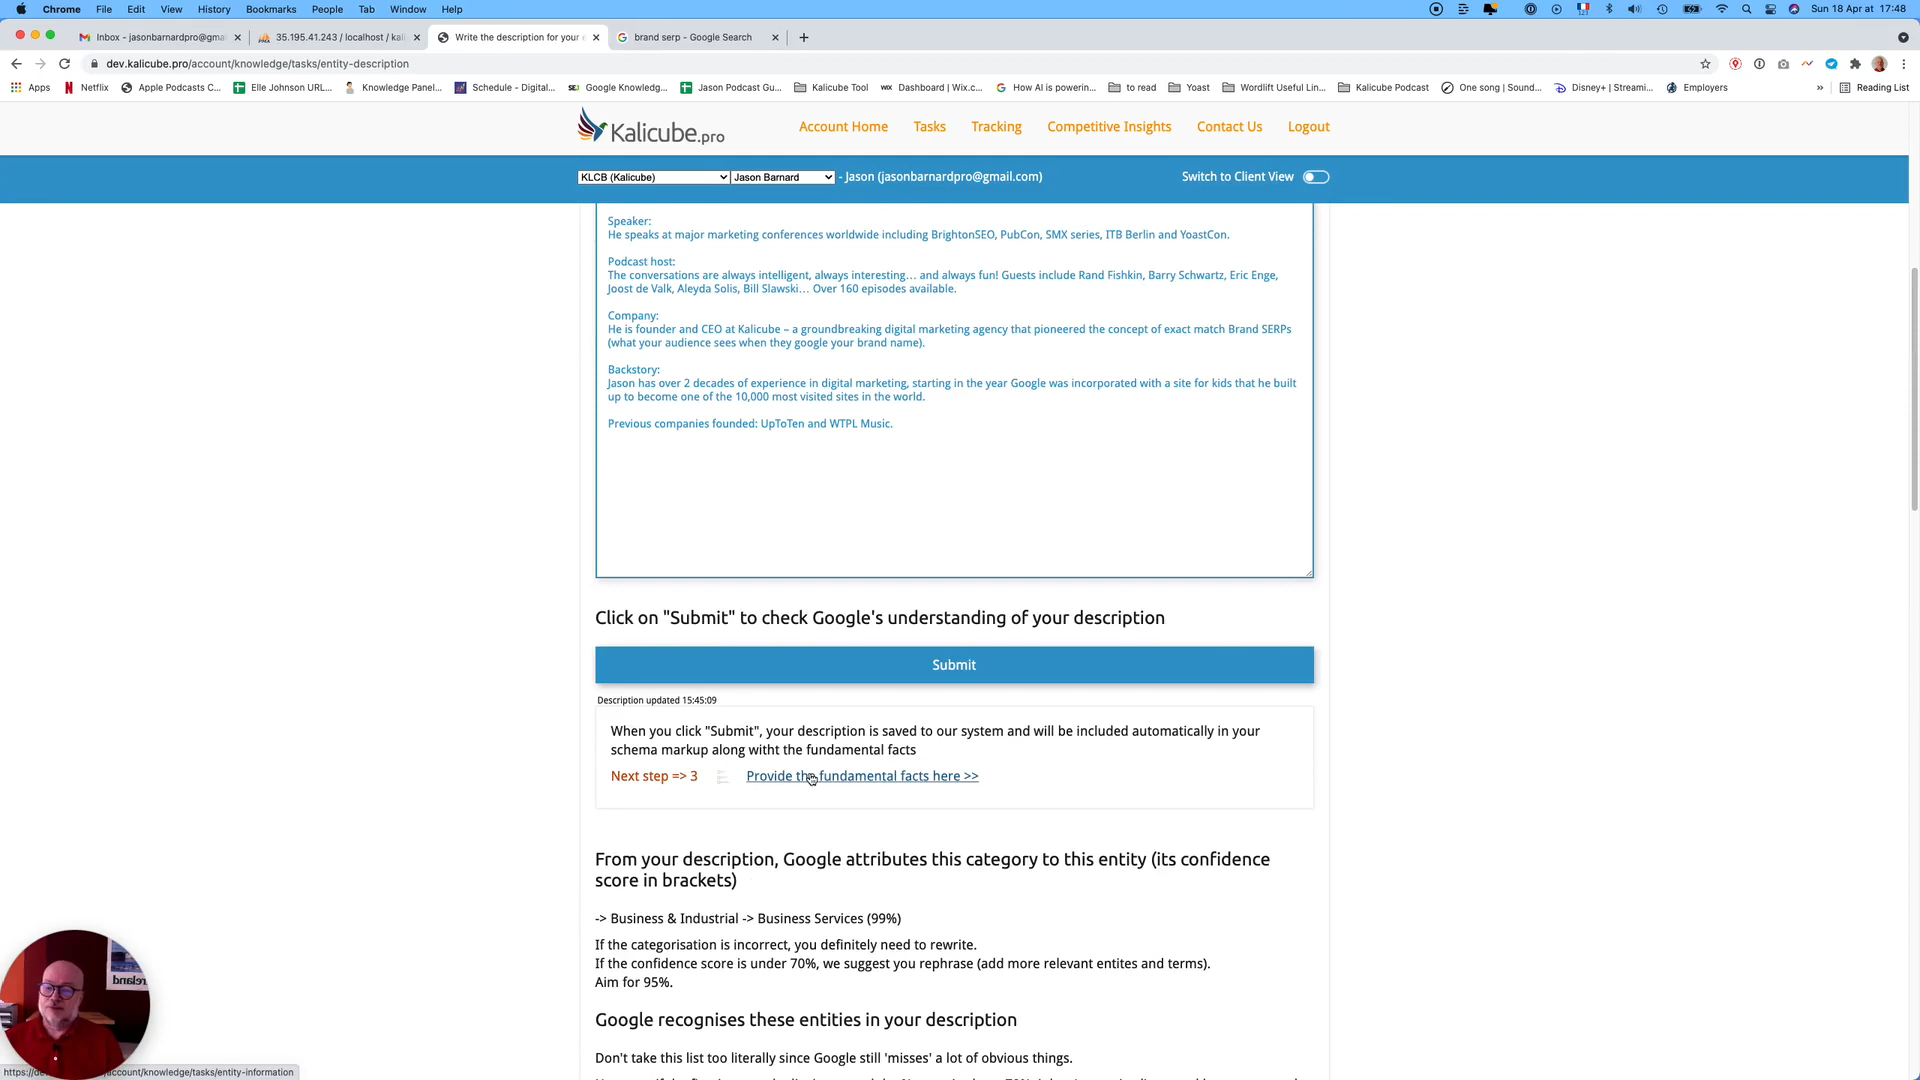 Chrome File Edit View History Bookmarks People Tab Window Help Sun 18 Apr at 17:48
Inbox - jasonbarnardpro@gma 35.195.41.243 / localhost / kali Write the description for your e brand serp - Google Search
dev.kalicube.pro/account/knowledge/tasks/entity-description
Apps Netflix Apple Podcasts C... Elle Johnson URL... Google Knowledg... Knowledge Panel... Schedule - Digital... Google Knowledg... Jason Podcast Gu... Kalicube Tool Dashboard | Wix.c... How AI is powerin... to read Yoast Wordlift Useful Lin... Kalicube Podcast One song | Sound... Disney+ | Streami... Employers » Reading List
Kalicube.pro Account Home Tasks Tracking Competitive Insights Contact Us Logout
KLCB (Kalicube) Jason Barnard - Jason (jasonbarnardpro@gmail.com) Switch to Client View
Speaker:
He speaks at major marketing conferences worldwide including BrightonSEO, PubCon, SMX series, ITB Berlin and YoastCon.
Podcast host:
The conversations are always intelligent, always interesting… and always fun! Guests include Rand Fishkin, Barry Schwartz, Eric Enge,
Joost de Valk, Aleyda Solis, Bill Slawski… Over 160 episodes available.
Company:
He is founder and CEO at Kalicube – a groundbreaking digital marketing agency that pioneered the concept of exact match Brand SERPs
(what your audience sees when they google your brand name).
Backstory:
Jason has over 2 decades of experience in digital marketing, starting in the year Google was incorporated with a site for kids that he built
up to become one of the 10,000 most visited sites in the world.
Previous companies founded: UpToTen and WTPL Music.
Click on "Submit" to check Google's understanding of your description
Submit
Description updated 15:45:09
When you click "Submit", your description is saved to our system and will be included automatically in your
schema markup along witht the fundamental facts
Next step => 3 Provide the fundamental facts here >>
From your description, Google attributes this category to this entity (its confidence
score in brackets)
-> Business & Industrial -> Business Services (99%)
If the categorisation is incorrect, you definitely need to rewrite.
If the confidence score is under 70%, we suggest you rephrase (add more relevant entites and terms).
Aim for 95%.
Google recognises these entities in your description
Don't take this list too literally since Google still 'misses' a lot of obvious things.